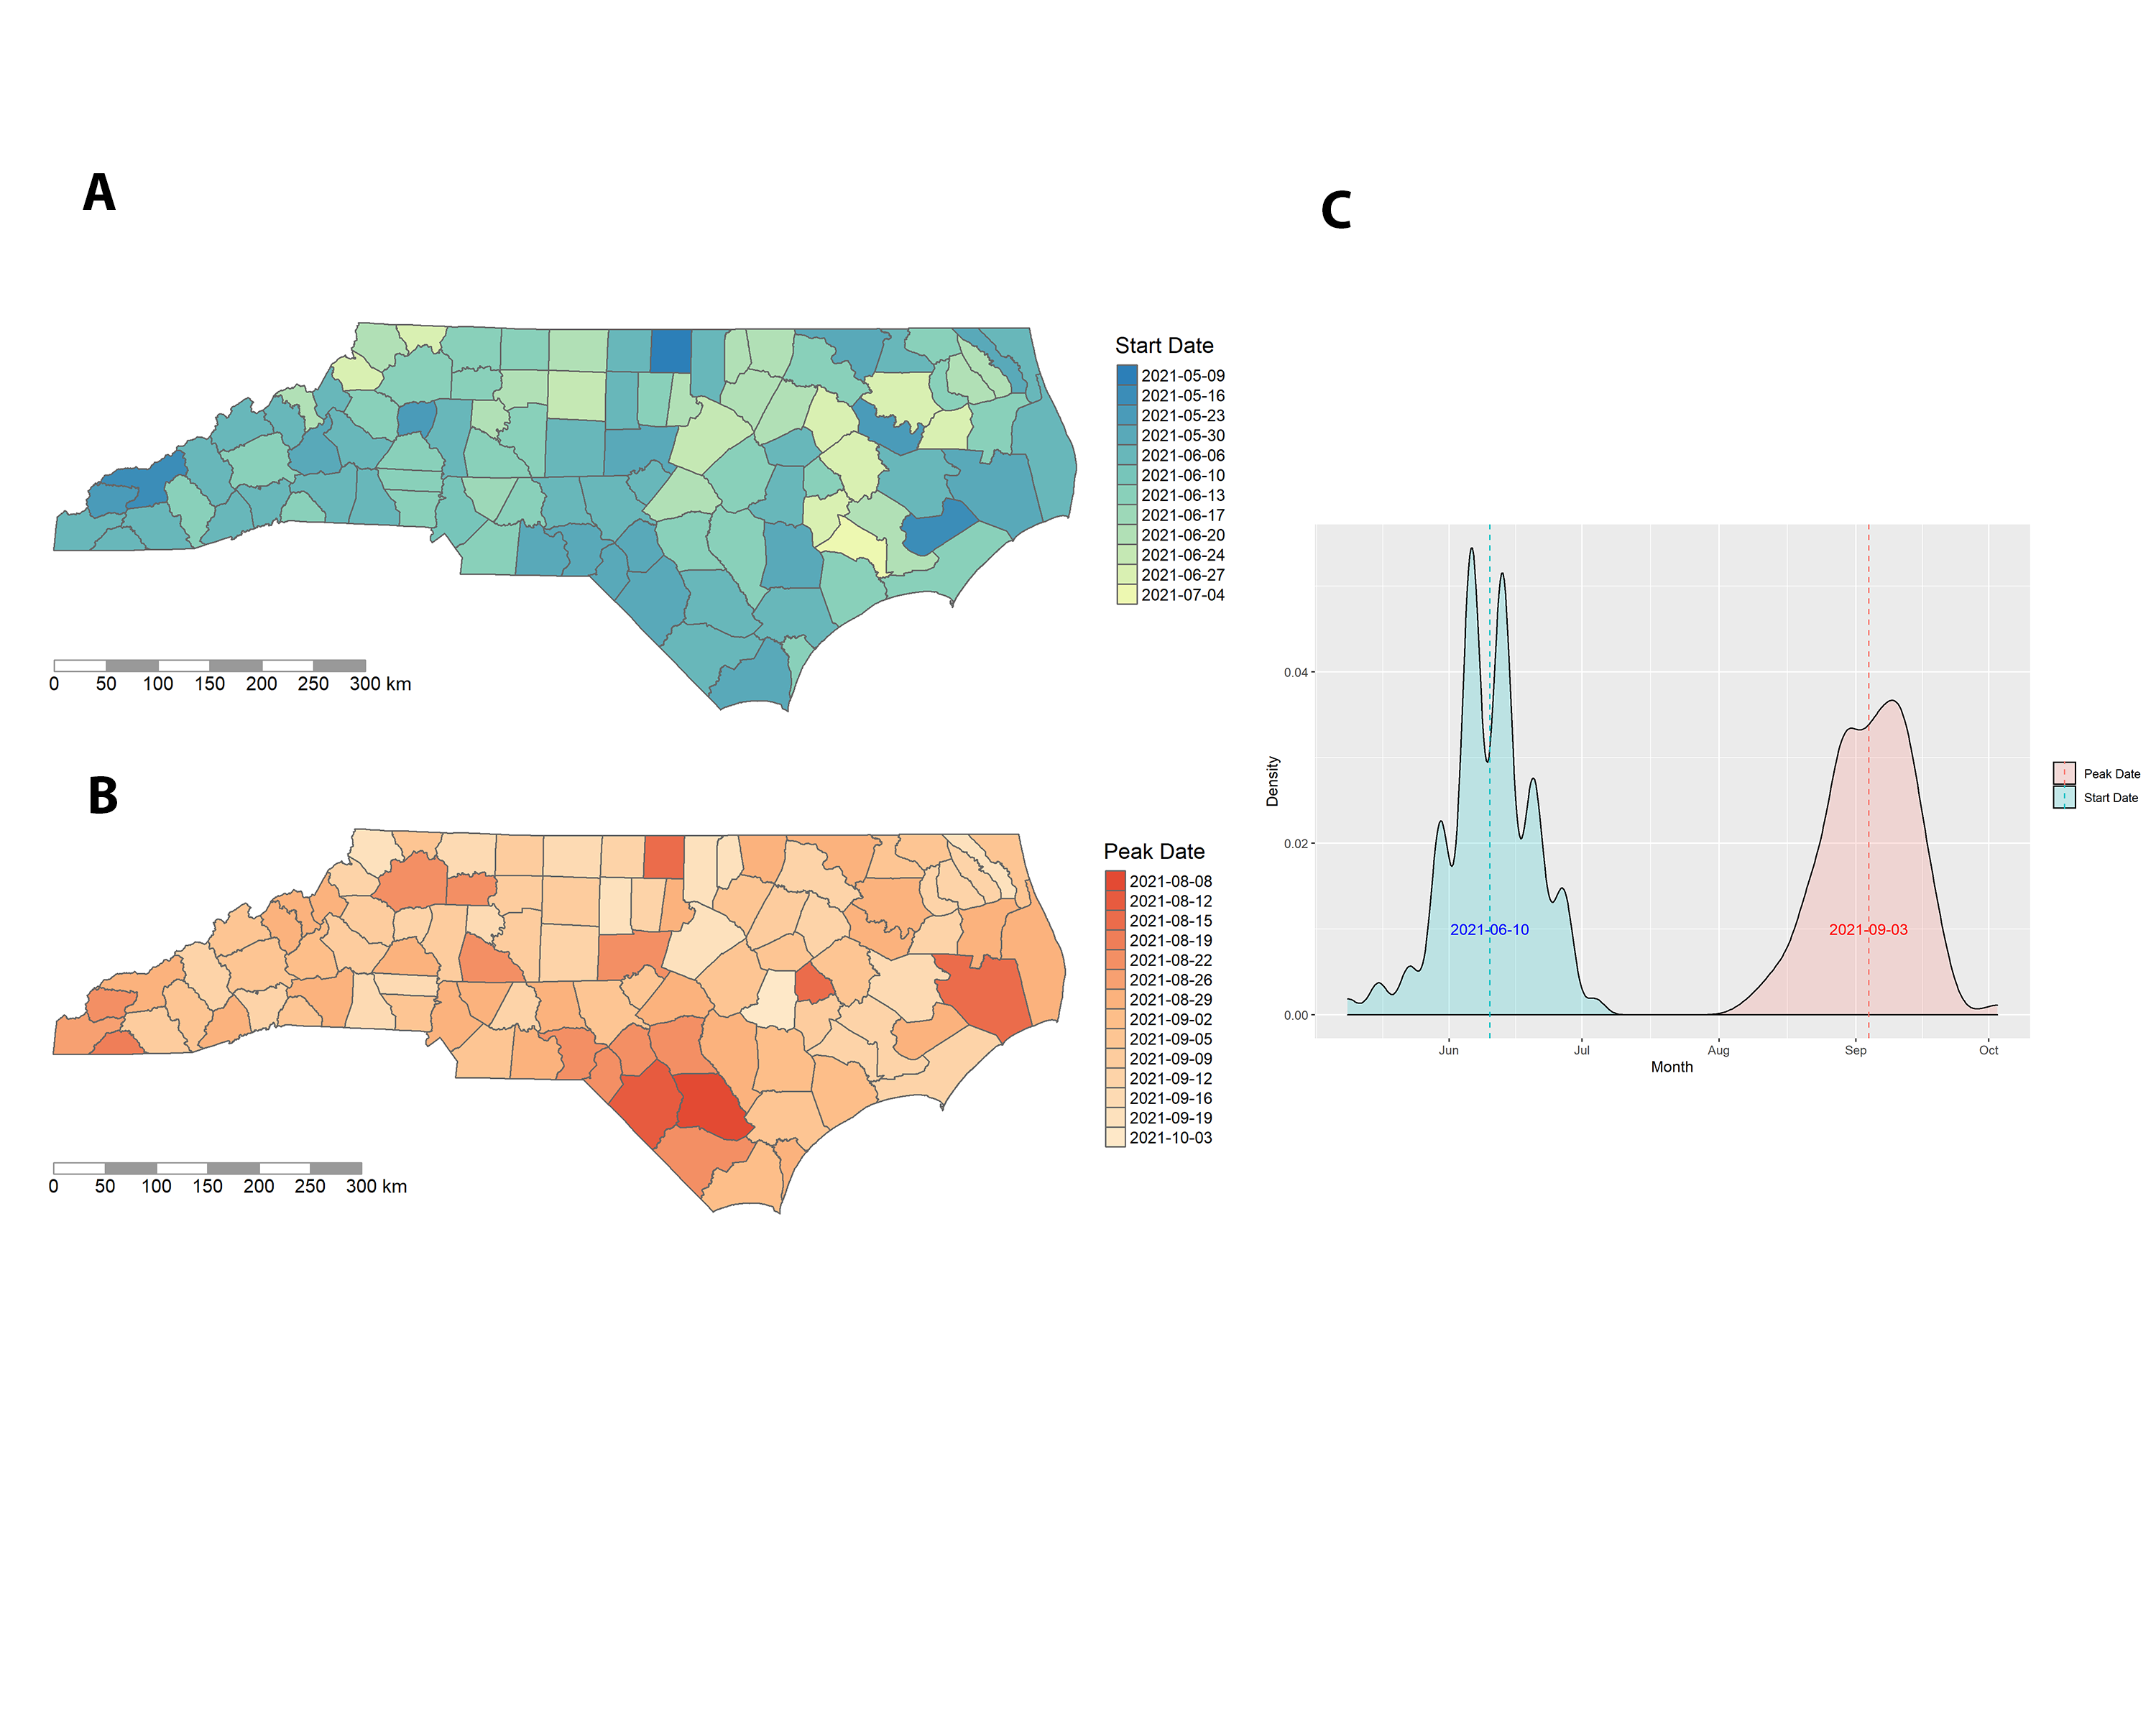 A
Start Date
2021-05-09
2021-05-16
2021-05-23
2021-05-30
2021-06-06
2021-06-10
2021-06-13
2021-06-17
2021-06-20
2021-06-24
2021-06-27
2021-07-04
0 50 100 150 200 250 300 km
B
Peak Date
2021-08-08
2021-08-12
2021-08-15
2021-08-19
2021-08-22
2021-08-26
2021-08-29
2021-09-02
2021-09-05
2021-09-09
2021-09-12
2021-09-16
2021-09-19
2021-10-03
0 50 100 150 200 250 300 km
C
Density
0.04
0.02
0.00
2021-06-10
2021-09-03
Jun Jul Aug Sep Oct
Month
Peak Date
Start Date